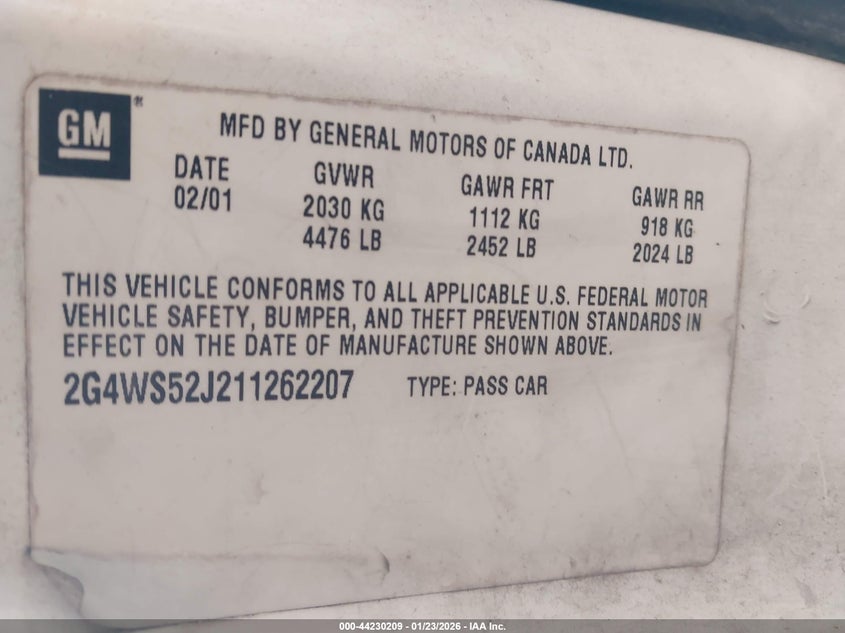 GM
MFD BY GENERAL MOTORS OF CANADA LTD.
DATE GVWR GAWR FRT GAWR RR
02/01 2030 KG 1112 KG 918 KG
4476 LB 2452 LB 2024 LB
THIS VEHICLE CONFORMS TO ALL APPLICABLE U.S. FEDERAL MOTOR
VEHICLE SAFETY, BUMPER, AND THEFT PREVENTION STANDARDS IN
EFFECT ON THE DATE OF MANUFACTURE SHOWN ABOVE.
2G4WS52J211262207 TYPE: PASS CAR
000-44230209 - 01/23/2026 - IAA Inc.